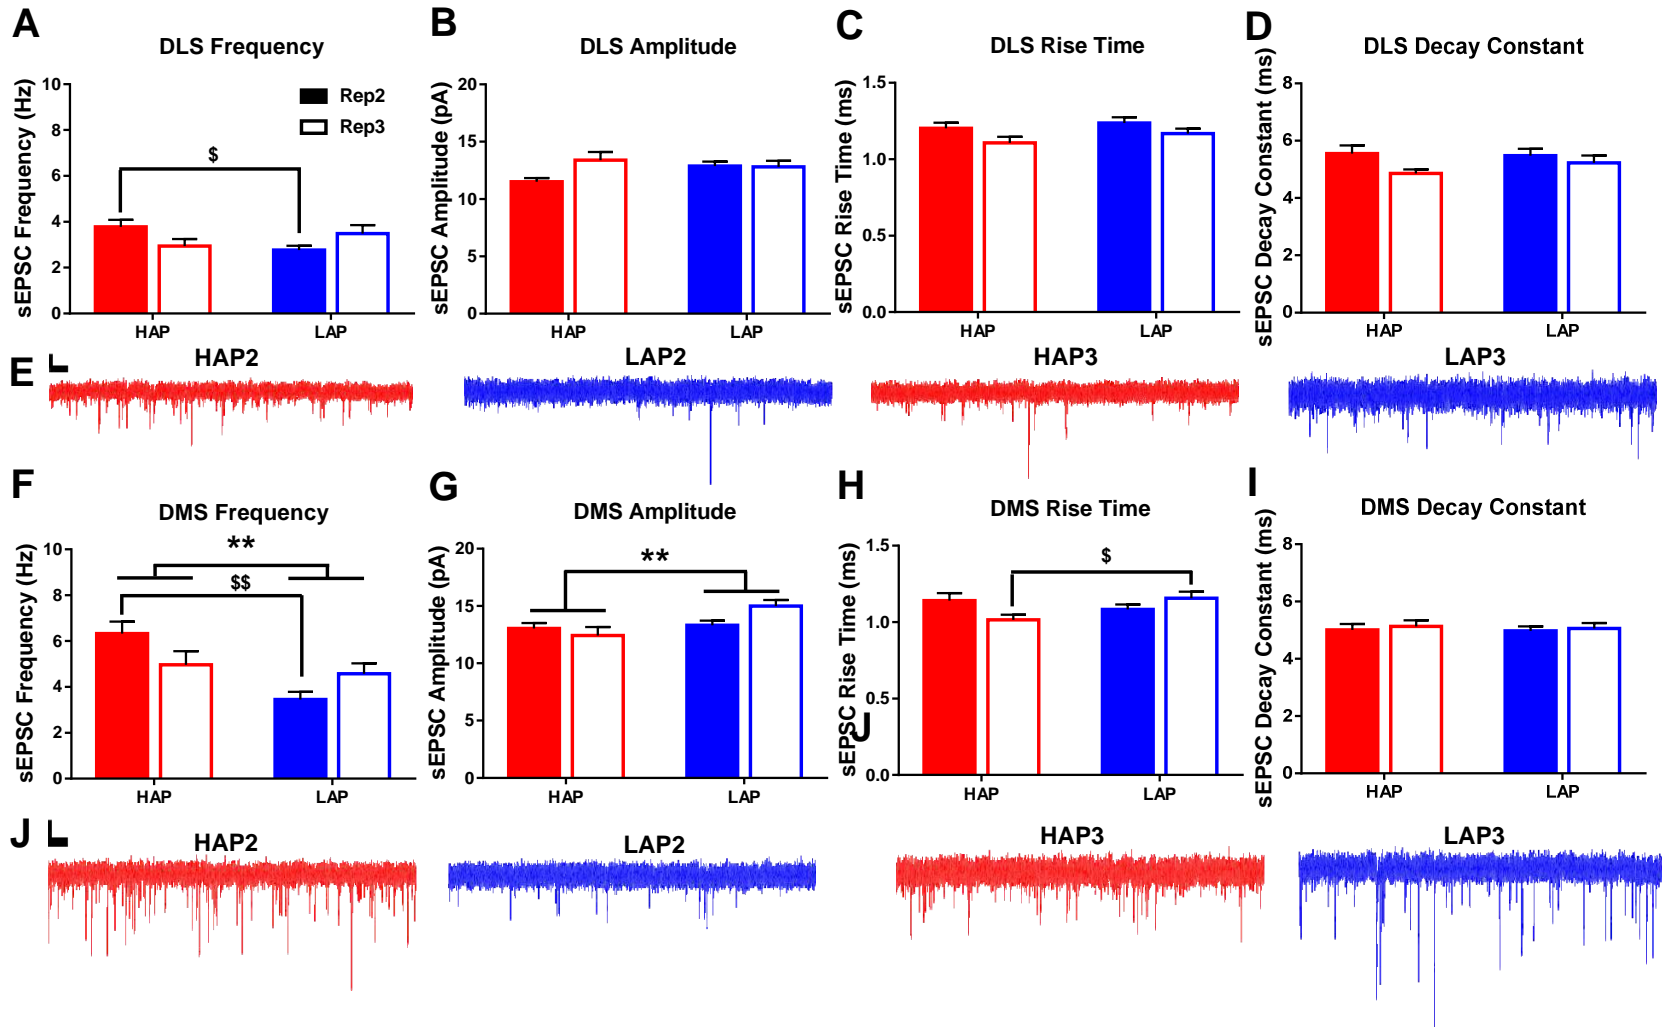 A
DLS Frequency
sEPSC Frequency (Hz)
10
8
6
4
2
0
Rep2
Rep3
$
HAP
LAP
B
DLS Amplitude
sEPSC Amplitude (pA)
20
15
10
5
0
HAP
LAP
C
DLS Rise Time
sEPSC Rise Time (ms)
1.5
1.0
0.5
0.0
HAP
LAP
D
DLS Decay Constant
sEPSC Decay Constant (ms)
8
6
4
2
0
HAP
LAP
E
HAP2
LAP2
HAP3
LAP3
F
DMS Frequency
sEPSC Frequency (Hz)
10
8
6
4
2
0
**
$$
HAP
LAP
G
DMS Amplitude
sEPSC Amplitude (pA)
20
15
10
5
0
**
HAP
LAP
H
DMS Rise Time
sEPSC Rise Time (ms)
1.5
1.0
0.5
0.0
$
J
HAP
LAP
I
DMS Decay Constant
sEPSC Decay Constant (ms)
8
6
4
2
0
HAP
LAP
J
HAP2
LAP2
HAP3
LAP3